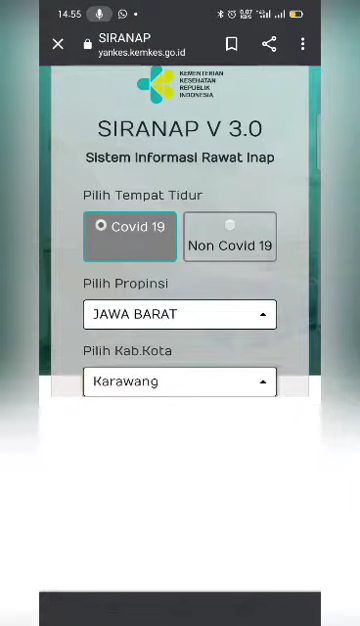 14.55
SIRANAP
yankes.kemkes.go.id
KEMENTERIAN
KESEHATAN
REPUBLIK
INDONESIA
SIRANAP V 3.0
Sistem Informasi Rawat Inap
Pilih Tempat Tidur
Covid 19
Non Covid 19
Pilih Propinsi
JAWA BARAT
Pilih Kab.Kota
Karawang